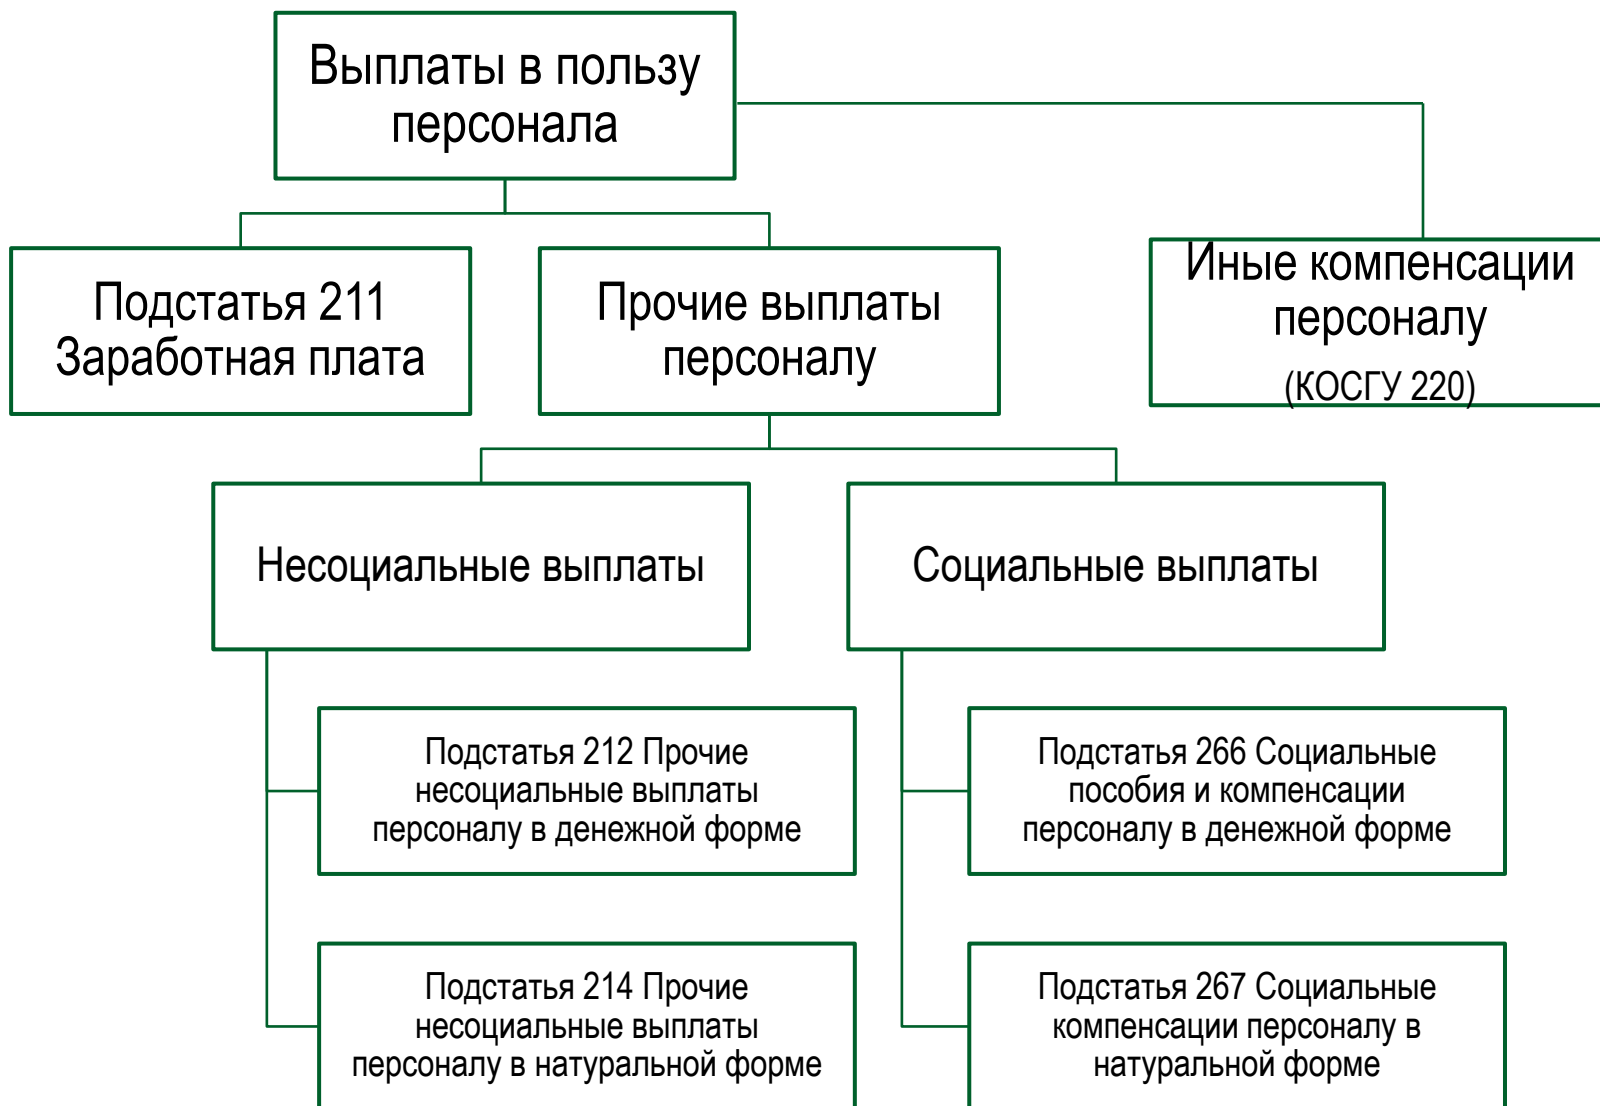 Выплаты в пользу
персонала
Подстатья 211
Заработная плата
Прочие выплаты
персоналу
Иные компенсации
персоналу
(КОСГУ 220)
Несоциальные выплаты
Социальные выплаты
Подстатья 212 Прочие
несоциальные выплаты
персоналу в денежной форме
Подстатья 266 Социальные
пособия и компенсации
персоналу в денежной форме
Подстатья 214 Прочие
несоциальные выплаты
персоналу в натуральной форме
Подстатья 267 Социальные
компенсации персоналу в
натуральной форме